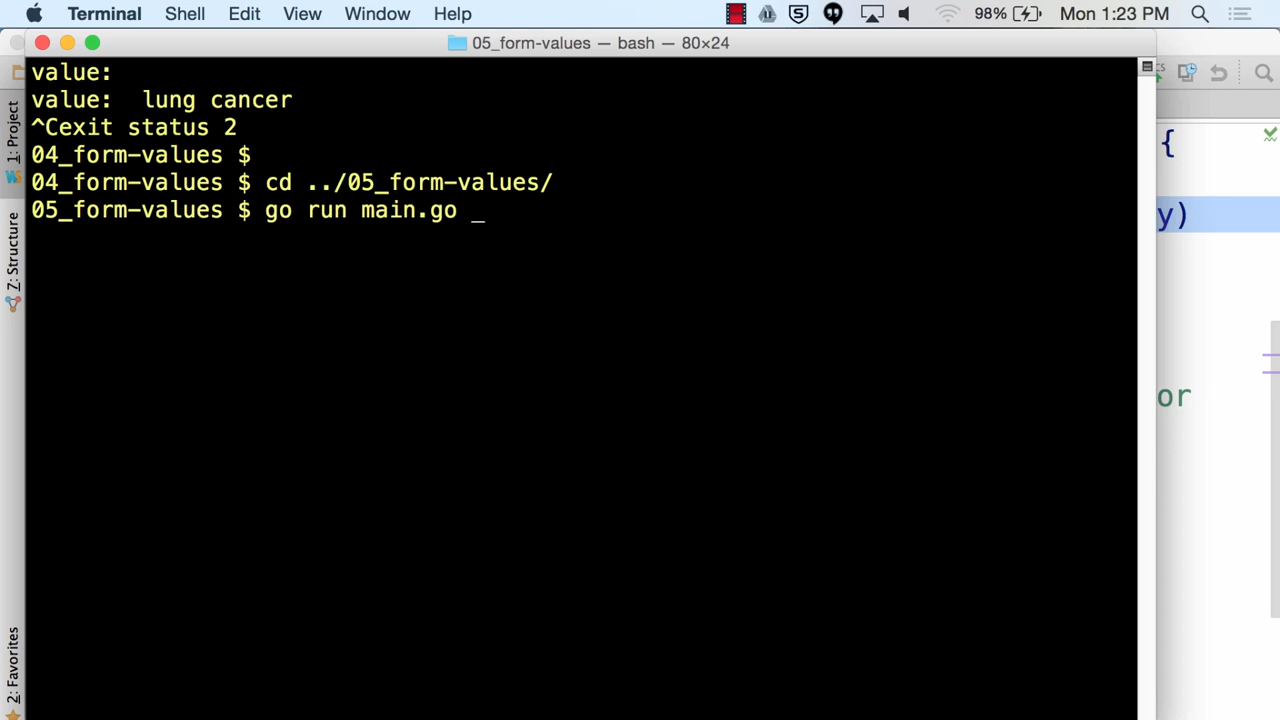 Terminal Shell Edit View Window Help 98% Mon 1:23 PM
05_form-values — bash — 80×24
value:
value:  lung cancer
^Cexit status 2
04_form-values $
04_form-values $ cd ../05_form-values/
05_form-values $ go run main.go _
1: Project
Z: Structure
2: Favorites
{
y)
or